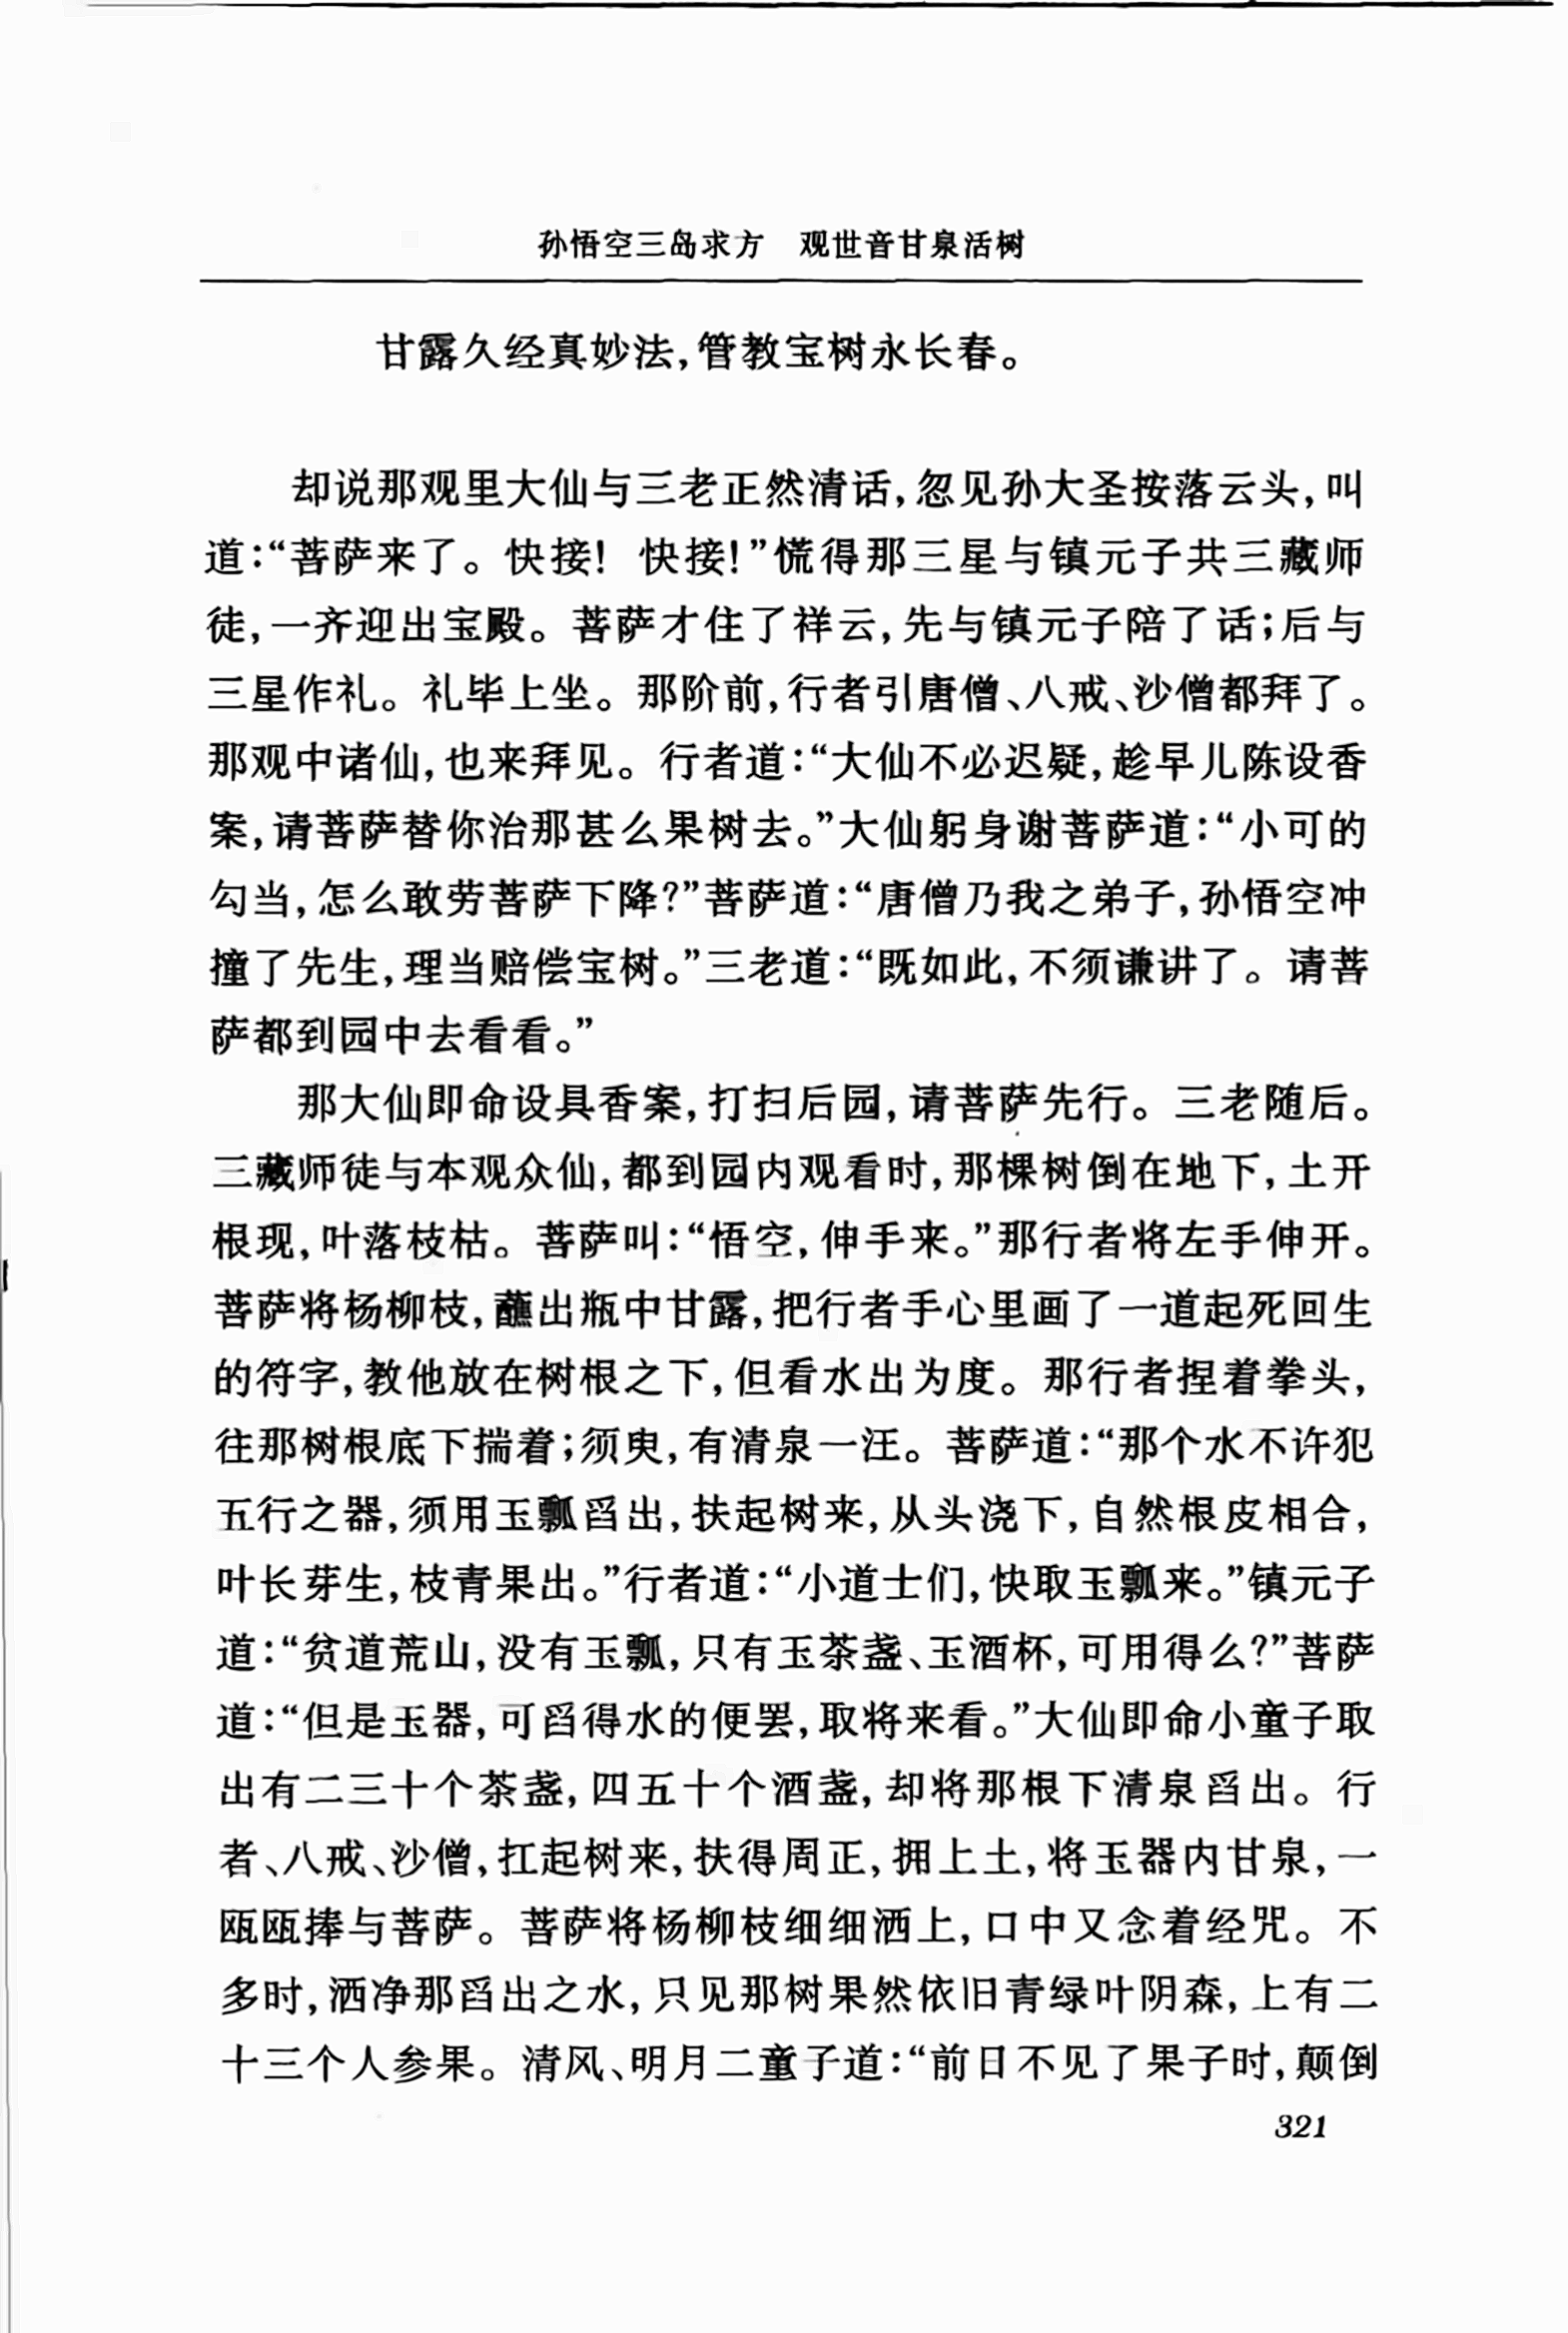 孙悟空三岛求方　观世音甘泉活树
甘露久经真妙法,管教宝树永长春。
却说那观里大仙与三老正然清话,忽见孙大圣按落云头,叫
道:“菩萨来了。快接! 快接!”慌得那三星与镇元子共三藏师
徒,一齐迎出宝殿。菩萨才住了祥云,先与镇元子陪了话;后与
三星作礼。礼毕上坐。那阶前,行者引唐僧、八戒、沙僧都拜了。
那观中诸仙,也来拜见。行者道:“大仙不必迟疑,趁早儿陈设香
案,请菩萨替你治那甚么果树去。”大仙躬身谢菩萨道:“小可的
勾当,怎么敢劳菩萨下降?”菩萨道:“唐僧乃我之弟子,孙悟空冲
撞了先生,理当赔偿宝树。”三老道:“既如此,不须谦讲了。请菩
萨都到园中去看看。”
那大仙即命设具香案,打扫后园,请菩萨先行。三老随后。
三藏师徒与本观众仙,都到园内观看时,那棵树倒在地下,土开
根现,叶落枝枯。菩萨叫:“悟空,伸手来。”那行者将左手伸开。
菩萨将杨柳枝,蘸出瓶中甘露,把行者手心里画了一道起死回生
的符字,教他放在树根之下,但看水出为度。那行者捏着拳头,
往那树根底下揣着;须臾,有清泉一汪。菩萨道:“那个水不许犯
五行之器,须用玉瓢舀出,扶起树来,从头浇下,自然根皮相合,
叶长芽生,枝青果出。”行者道:“小道士们,快取玉瓢来。”镇元子
道:“贫道荒山,没有玉瓢,只有玉茶盏、玉酒杯,可用得么?”菩萨
道:“但是玉器,可舀得水的便罢,取将来看。”大仙即命小童子取
出有二三十个茶盏,四五十个酒盏,却将那根下清泉舀出。行
者、八戒、沙僧,扛起树来,扶得周正,拥上土,将玉器内甘泉,一
瓯瓯捧与菩萨。菩萨将杨柳枝细细洒上,口中又念着经咒。不
多时,洒净那舀出之水,只见那树果然依旧青绿叶阴森,上有二
十三个人参果。清风、明月二童子道:“前日不见了果子时,颠倒
321